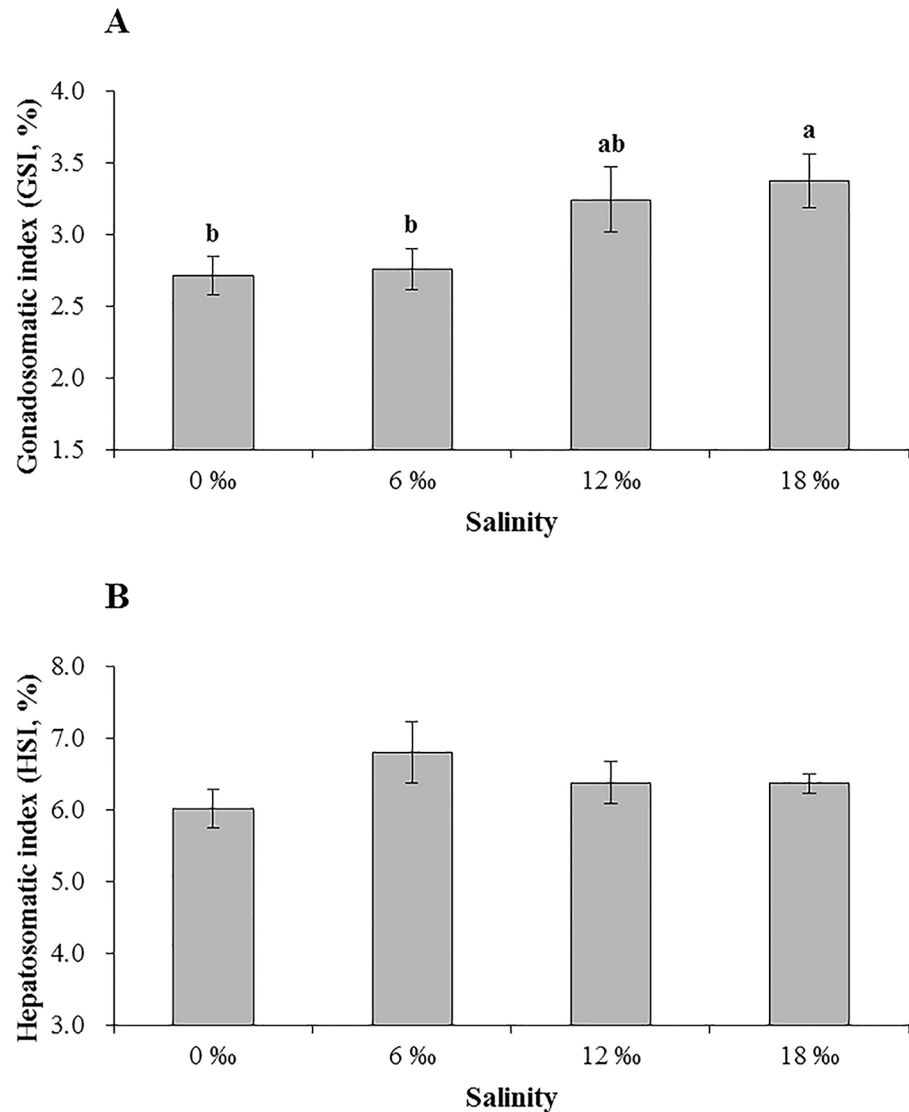 A
Gonadosomatic index (GSI, %)
4.0
3.5
3.0
2.5
2.0
1.5
b
b
ab
a
0 ‰
6 ‰
12 ‰
18 ‰
Salinity
B
Hepatosomatic index (HSI, %)
8.0
7.0
6.0
5.0
4.0
3.0
0 ‰
6 ‰
12 ‰
18 ‰
Salinity